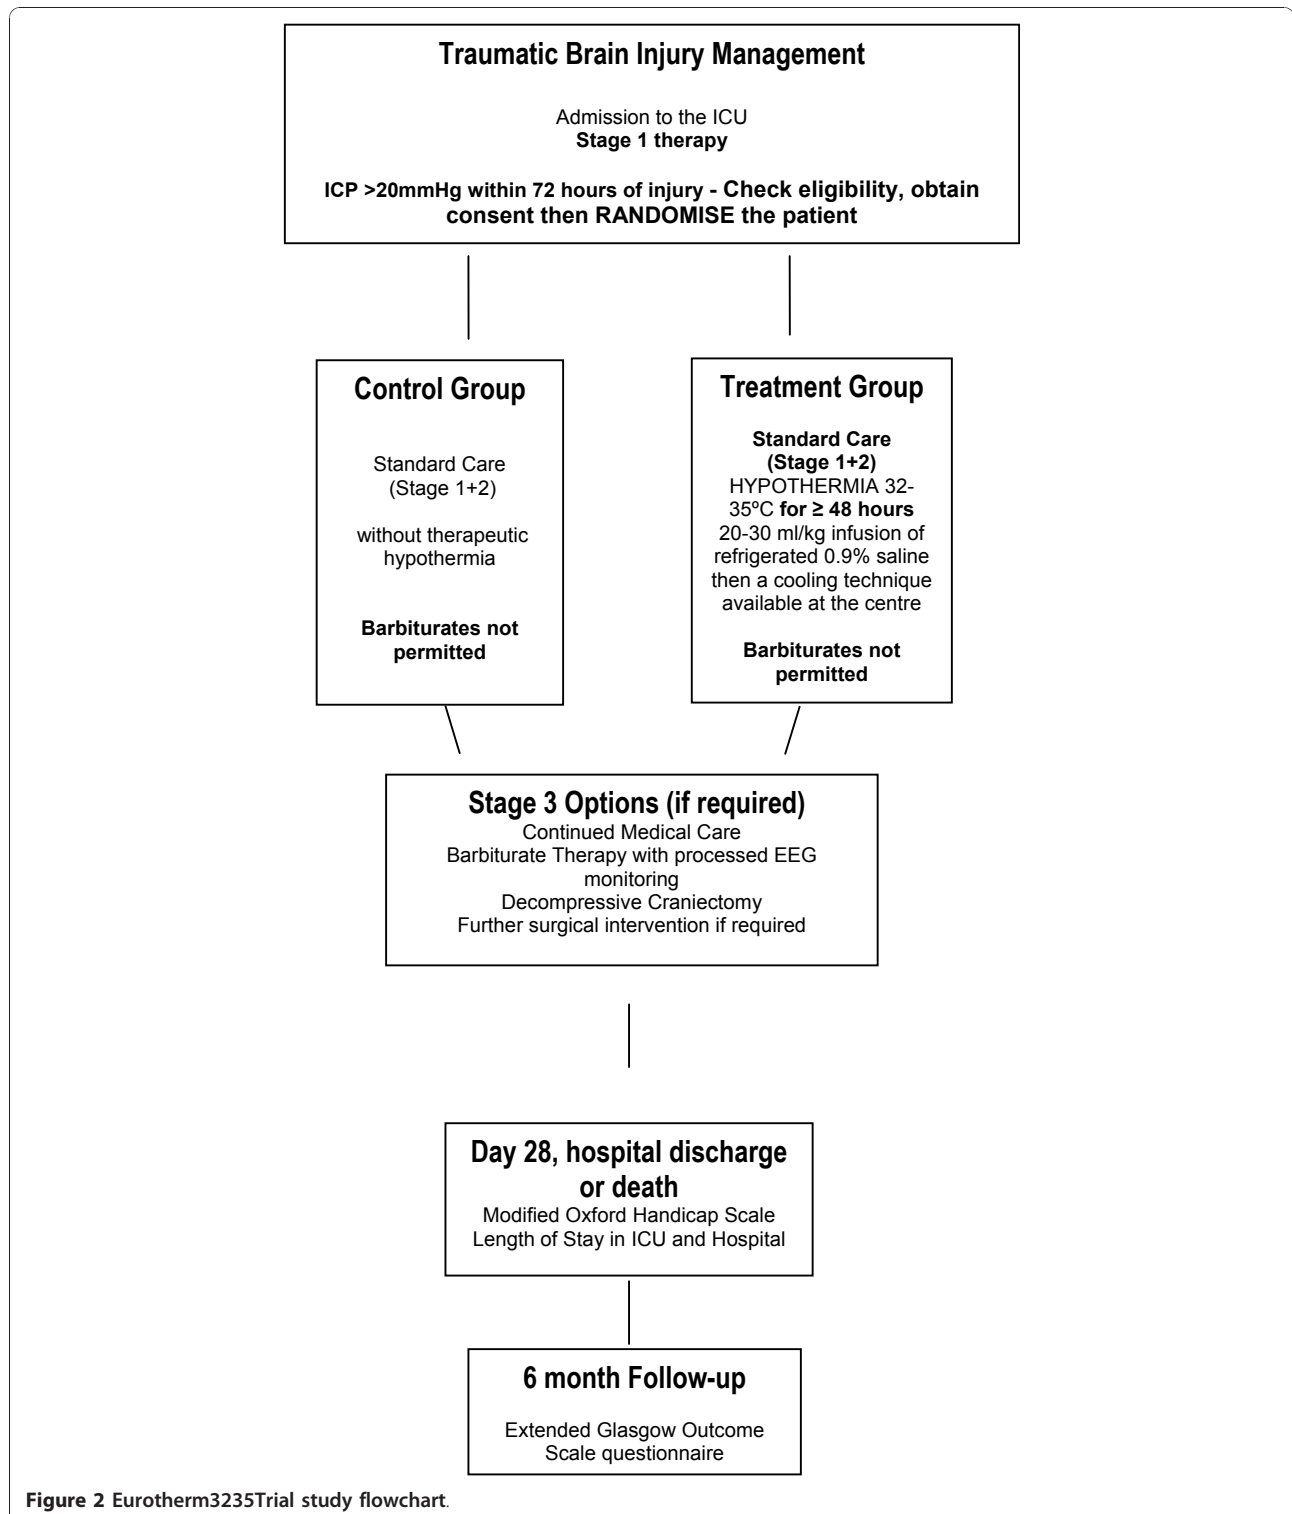 Traumatic Brain Injury Management
Admission to the ICU
Stage 1 therapy
ICP >20mmHg within 72 hours of injury - Check eligibility, obtain
consent then RANDOMISE the patient
Control Group
Standard Care
(Stage 1+2)
without therapeutic
hypothermia
Barbiturates not
permitted
Treatment Group
Standard Care
(Stage 1+2)
HYPOTHERMIA 32-
35ºC for ≥ 48 hours
20-30 ml/kg infusion of
refrigerated 0.9% saline
then a cooling technique
available at the centre
Barbiturates not
permitted
Stage 3 Options (if required)
Continued Medical Care
Barbiturate Therapy with processed EEG
monitoring
Decompressive Craniectomy
Further surgical intervention if required
Day 28, hospital discharge
or death
Modified Oxford Handicap Scale
Length of Stay in ICU and Hospital
6 month Follow-up
Extended Glasgow Outcome
Scale questionnaire
Figure 2 Eurotherm3235Trial study flowchart.